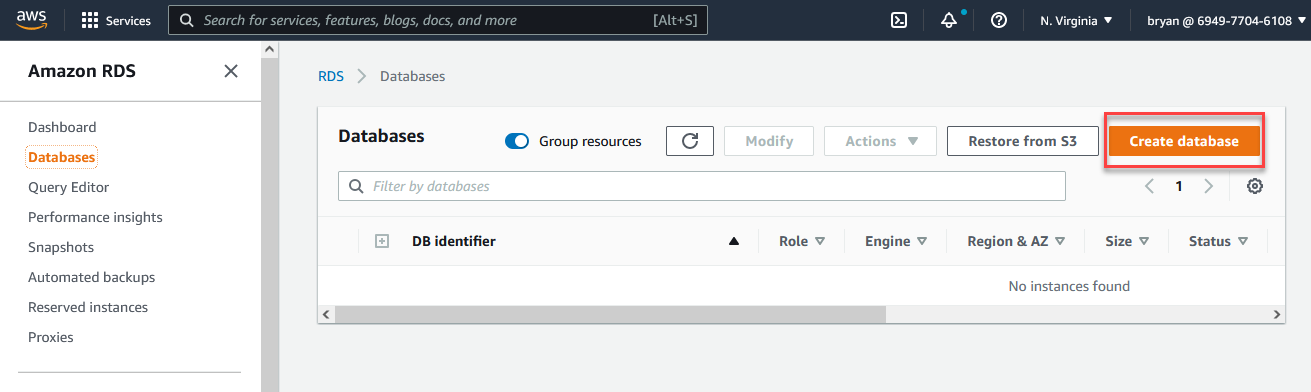 aws Services Search for services, features, blogs, docs, and more [Alt+S] N. Virginia bryan @ 6949-7704-6108
Amazon RDS
Dashboard
Databases
Query Editor
Performance insights
Snapshots
Automated backups
Reserved instances
Proxies
RDS Databases
Databases Group resources Modify Actions Restore from S3 Create database
Filter by databases 1
DB identifier Role Engine Region & AZ Size Status
No instances found